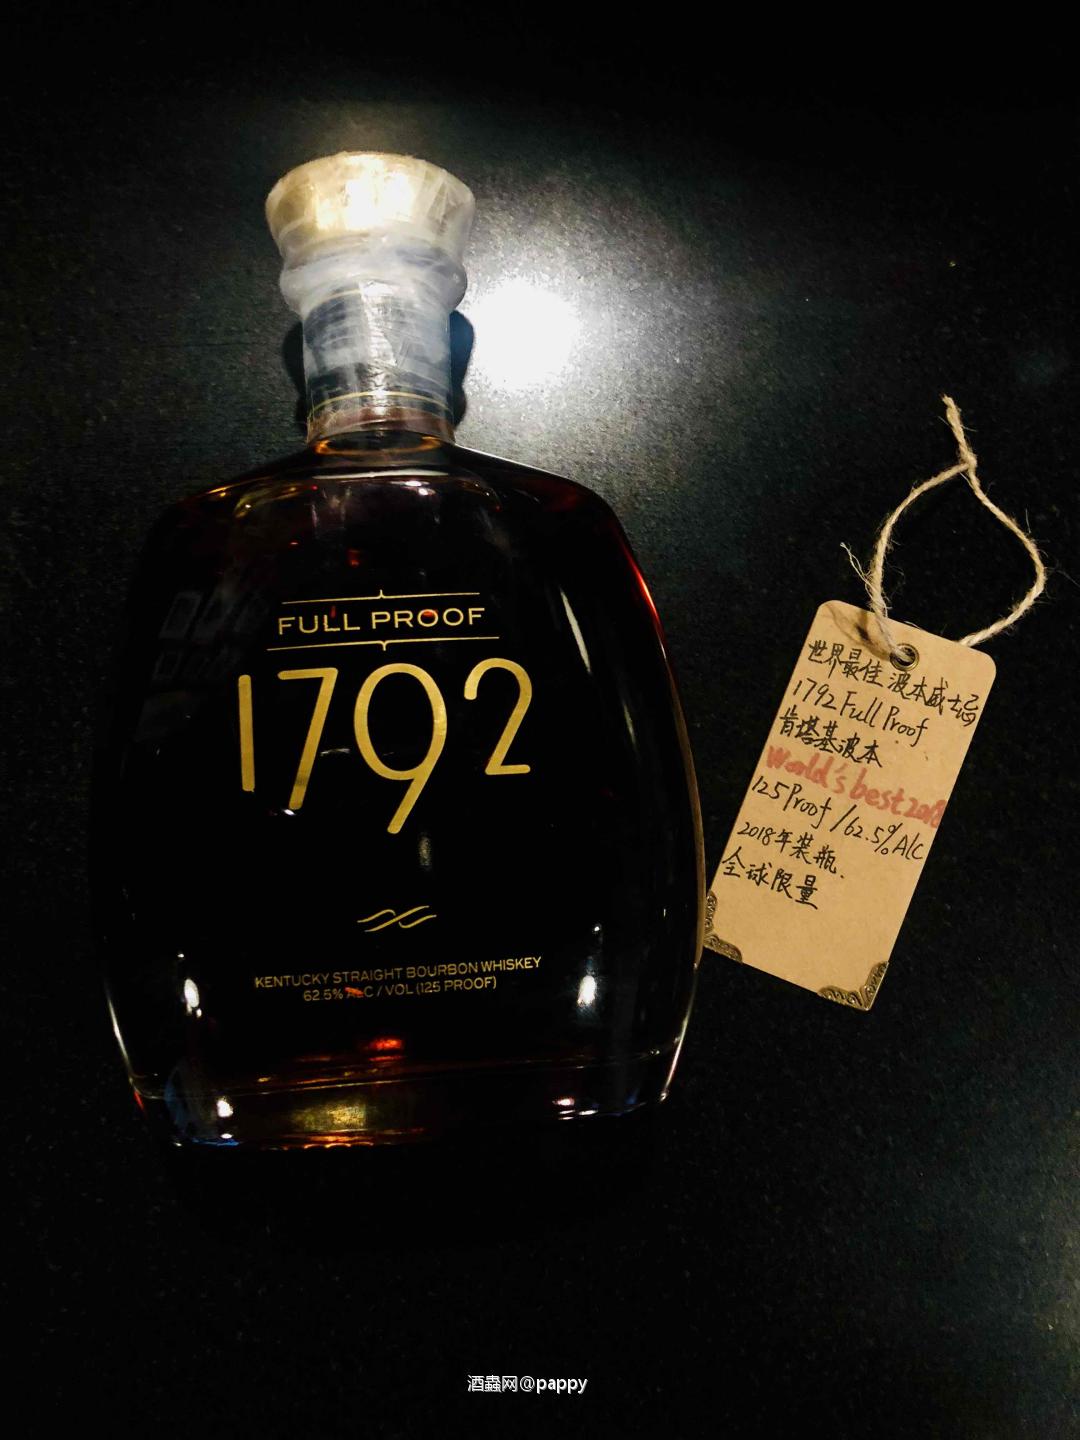 FULL PROOF
1792
KENTUCKY STRAIGHT BOURBON WHISKEY
62.5% ALC / VOL (125 PROOF)
世界最佳波本威士忌
1792 Full Proof
肯塔基波本
World's best 2018
125 Proof / 62.5% Alc
2018年装瓶.
全球限量
酒蟲网@pappy